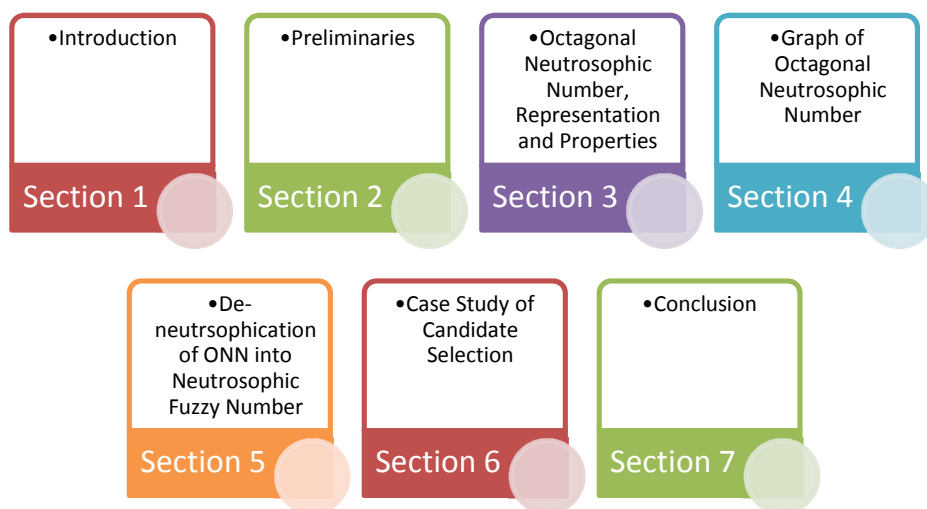 •Introduction
Section 1
•Preliminaries
Section 2
•Octagonal
Neutrosophic
Number,
Representation
and Properties
Section 3
•Graph of
Octagonal
Neutrosophic
Number
Section 4
•De-
neutrsophication
of ONN into
Neutrosophic
Fuzzy Number
Section 5
•Case Study of
Candidate
Selection
Section 6
•Conclusion
Section 7